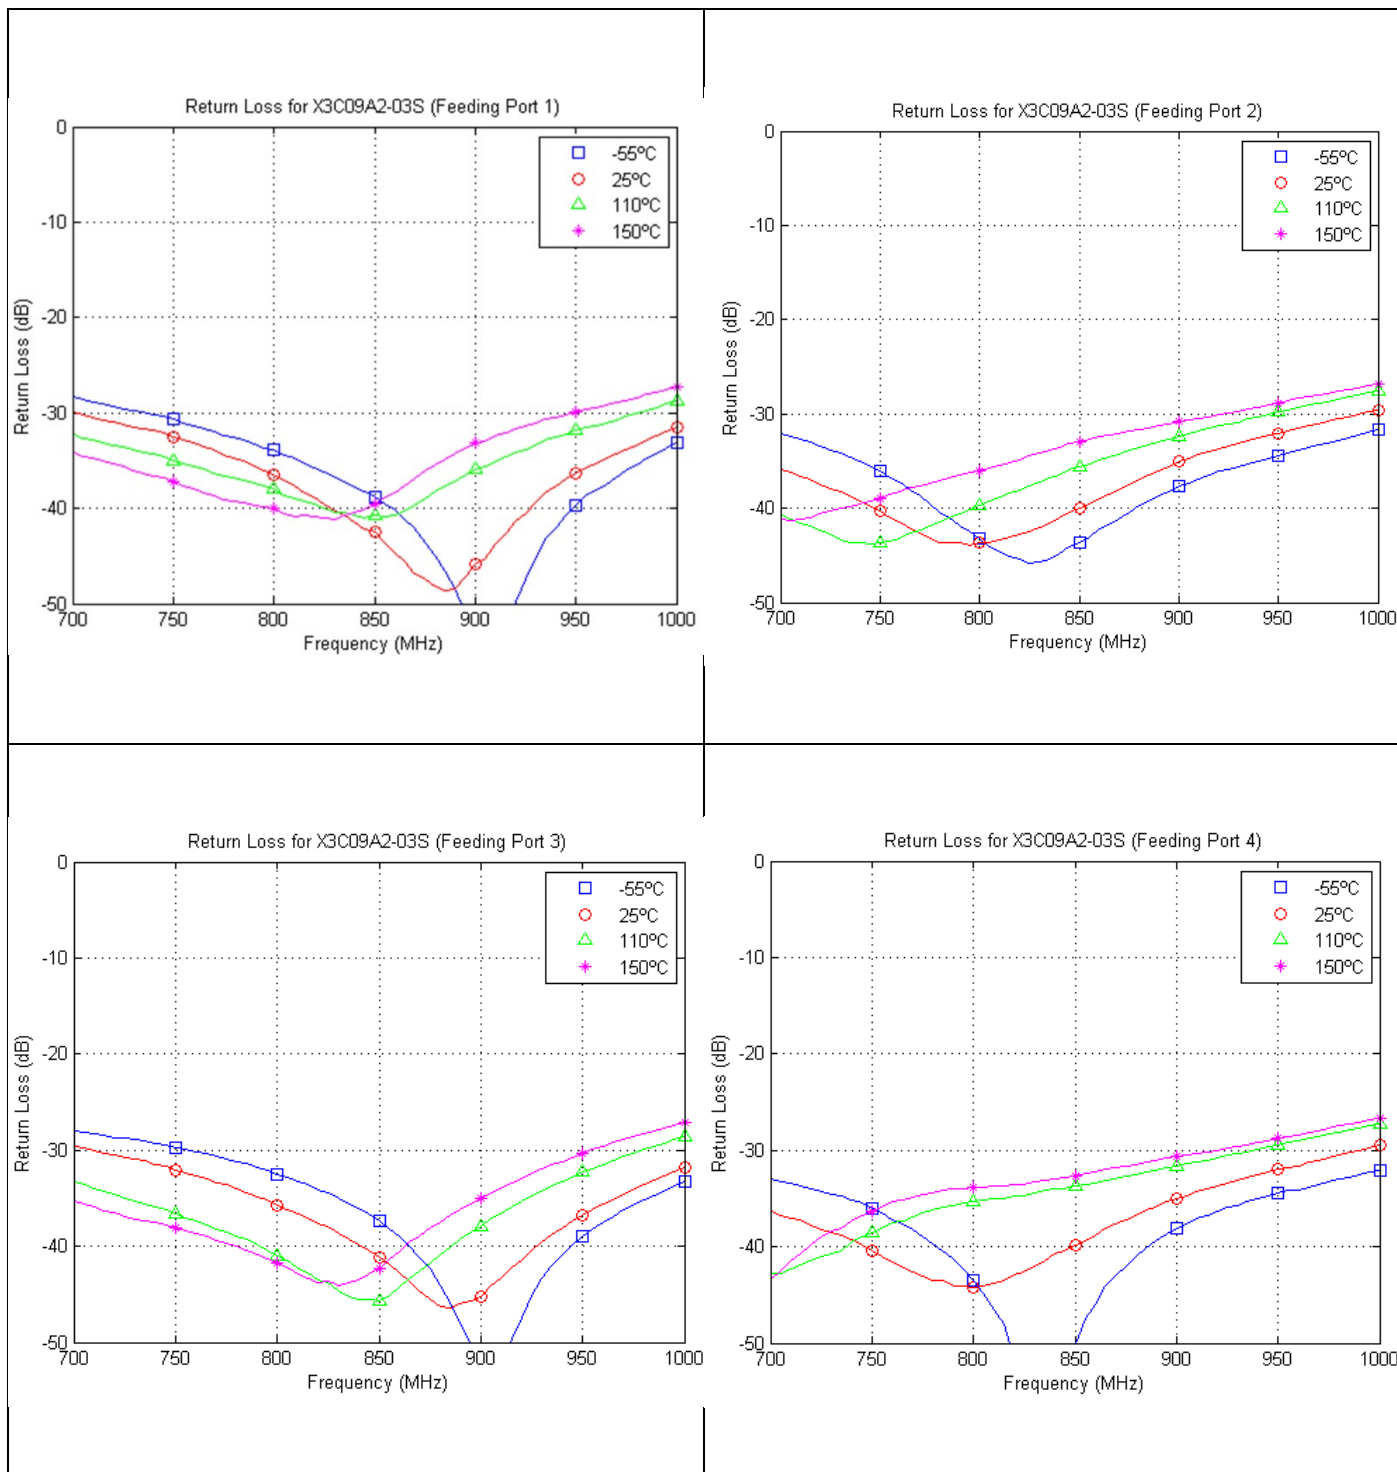 Return Loss for X3C09A2-03S (Feeding Port 1)
0
-10
-20
-30
-40
-50
Return Loss (dB)
-55ºC
25ºC
110ºC
150ºC
700 750 800 850 900 950 1000
Frequency (MHz)
Return Loss for X3C09A2-03S (Feeding Port 2)
0
-10
-20
-30
-40
-50
Return Loss (dB)
-55ºC
25ºC
110ºC
150ºC
700 750 800 850 900 950 1000
Frequency (MHz)
Return Loss for X3C09A2-03S (Feeding Port 3)
0
-10
-20
-30
-40
-50
Return Loss (dB)
-55ºC
25ºC
110ºC
150ºC
700 750 800 850 900 950 1000
Frequency (MHz)
Return Loss for X3C09A2-03S (Feeding Port 4)
0
-10
-20
-30
-40
-50
Return Loss (dB)
-55ºC
25ºC
110ºC
150ºC
700 750 800 850 900 950 1000
Frequency (MHz)